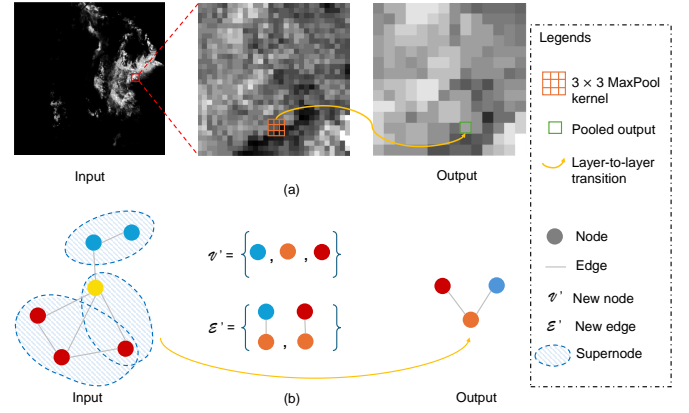 Legends
3 × 3 MaxPool
kernel
Pooled output
Layer-to-layer
transition
Input
(a)
Output
𝒱' = { , , }
ℰ' = { , }
Node
Edge
𝒱' New node
ℰ' New edge
Supernode
Input
(b)
Output